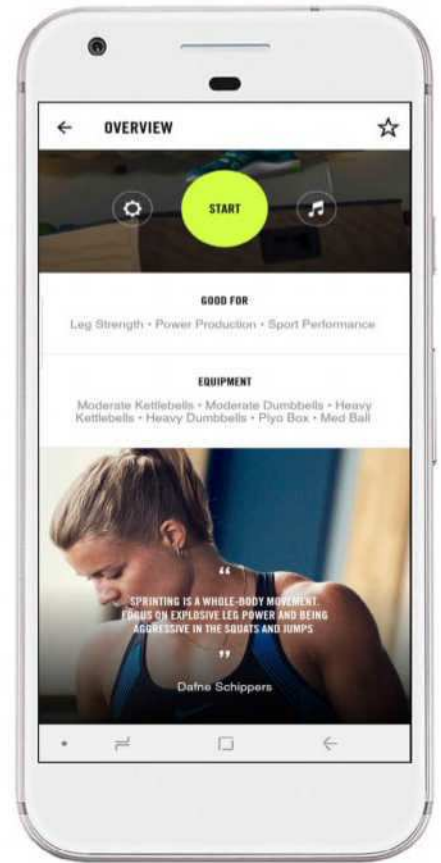 OVERVIEW
START
GOOD FOR
Leg Strength • Power Production • Sport Performance
EQUIPMENT
Moderate Kettlebells • Moderate Dumbbells • Heavy
Kettlebells • Heavy Dumbbells • Plyo Box • Med Ball
“
SPRINTING IS A WHOLE-BODY MOVEMENT.
FOCUS ON EXPLOSIVE LEG POWER AND BEING
AGGRESSIVE IN THE SQUATS AND JUMPS
”
Dafne Schippers